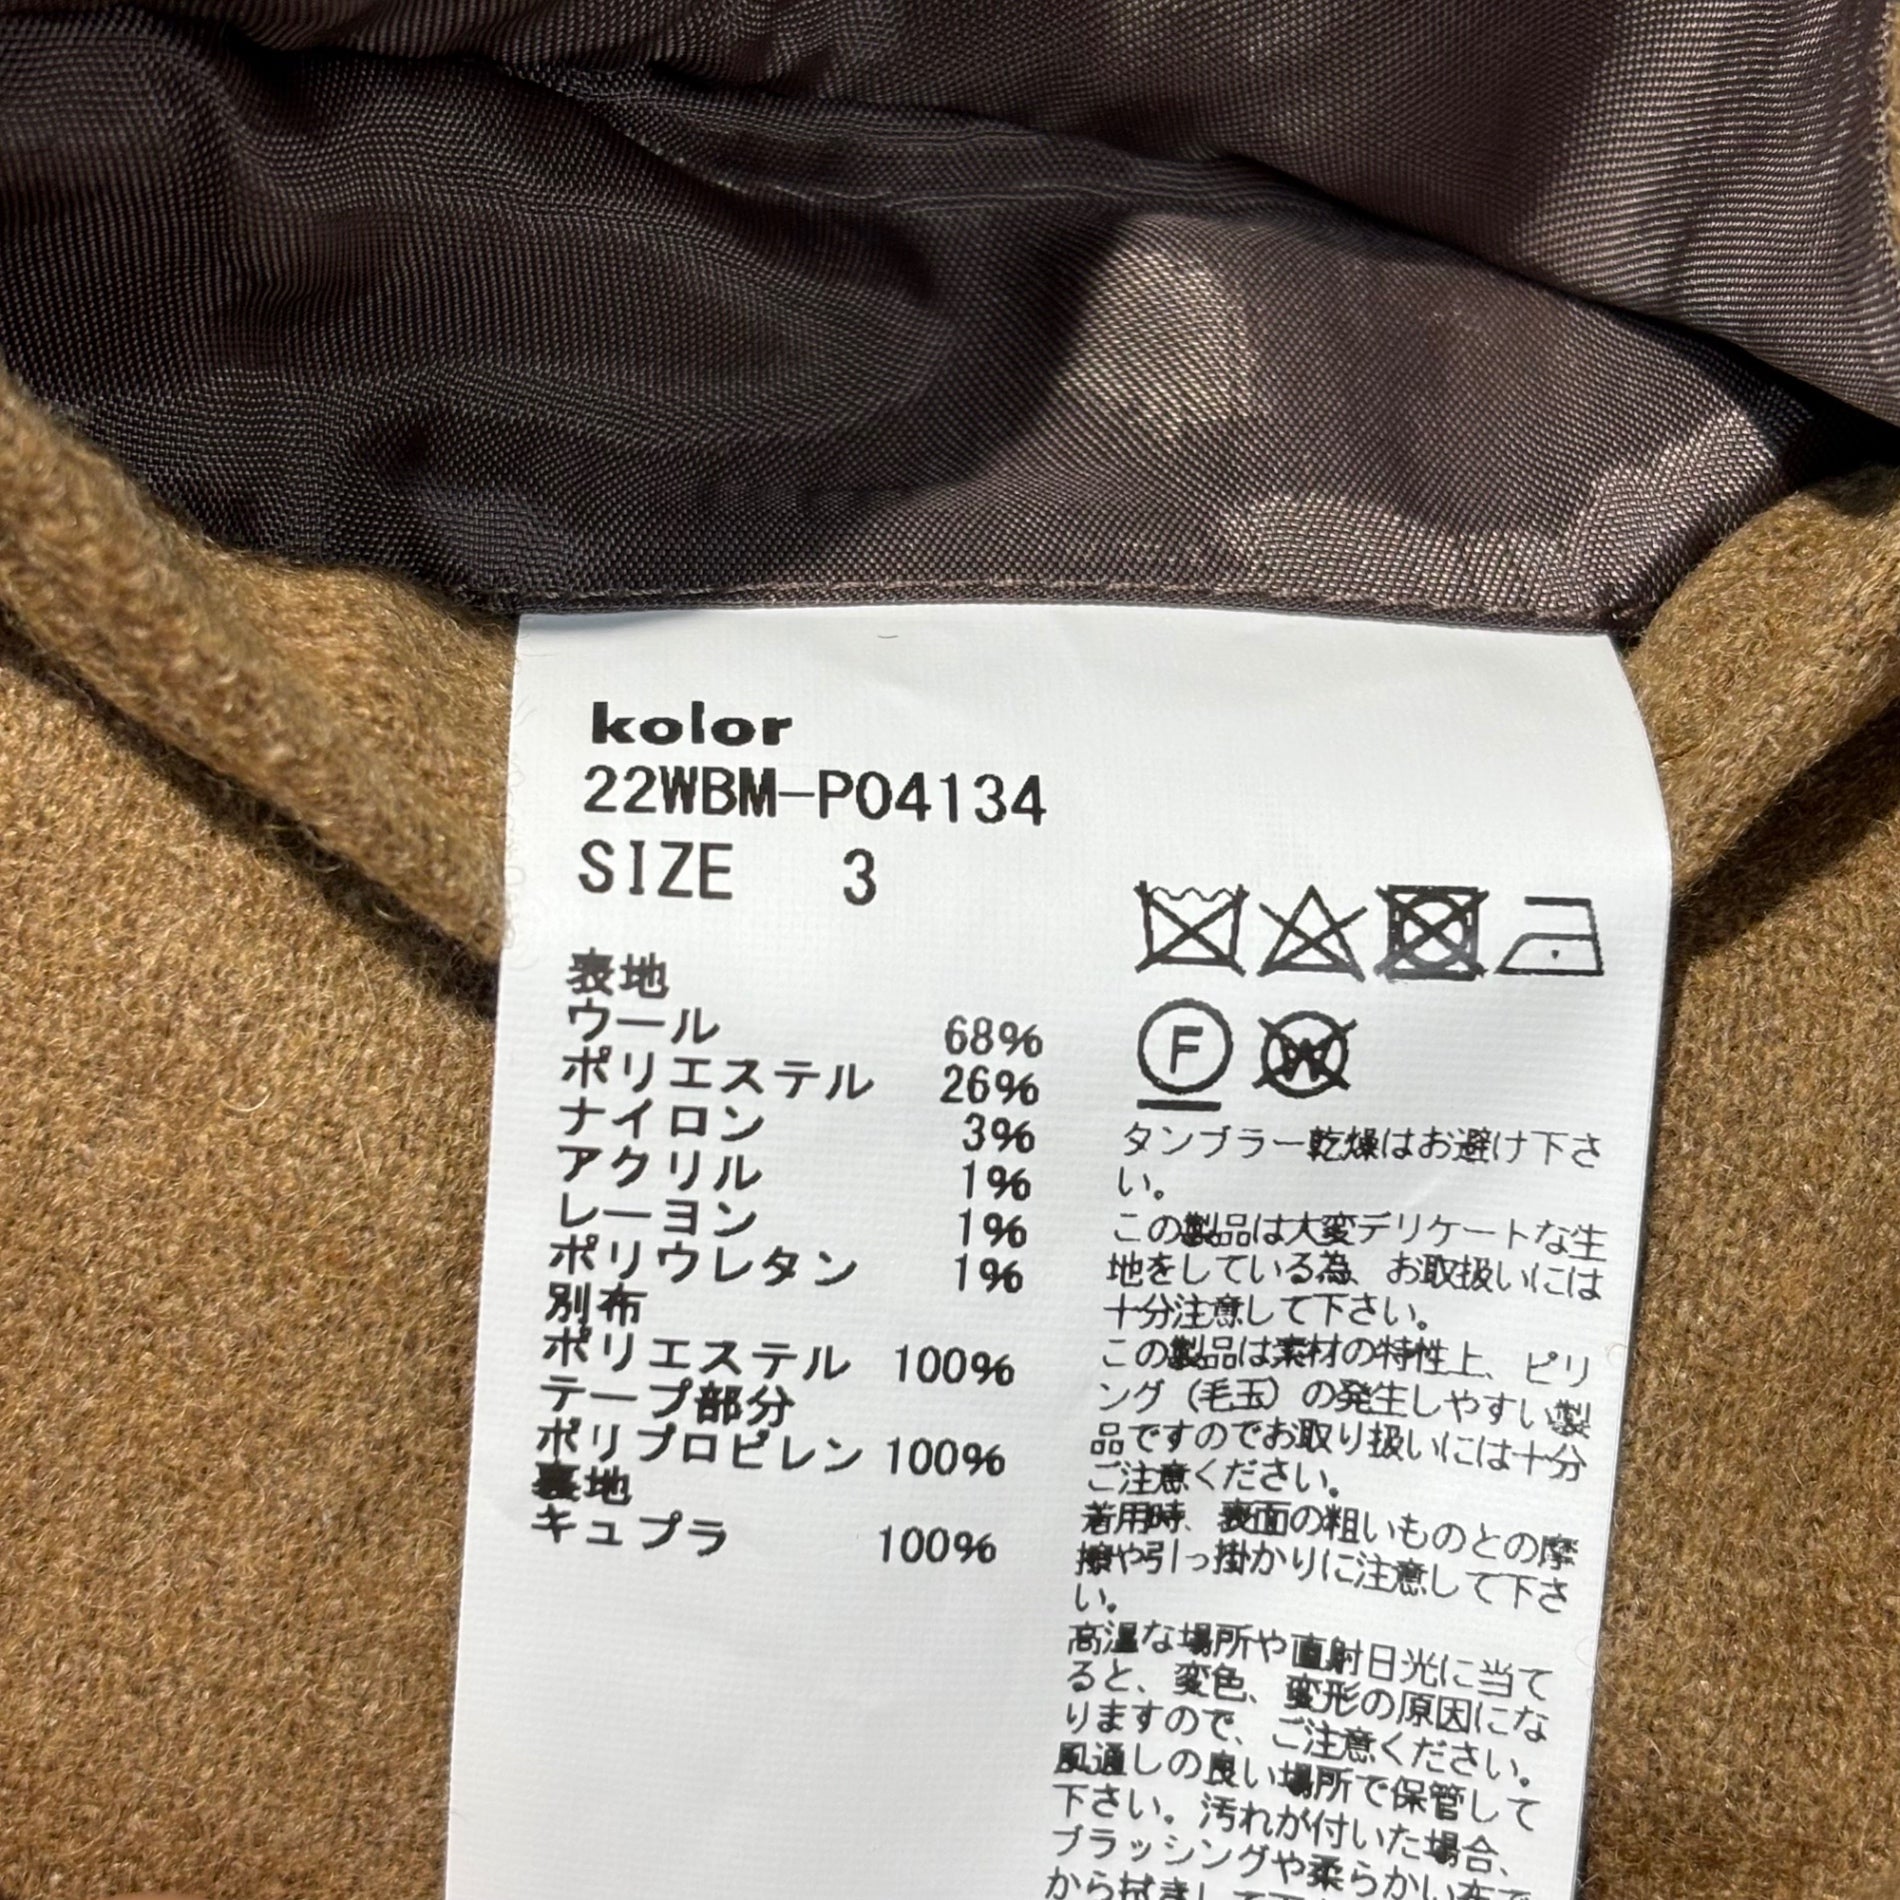 kolor
22WBM-P04134
SIZE 3
表地
ウール 68%
ポリエステル 26%
ナイロン 3%
アクリル 1%
レーヨン 1%
ポリウレタン 1%
別布
ポリエステル 100%
テープ部分
ポリプロピレン 100%
裏地
キュプラ 100%
F
W
タンブラー乾燥はお避け下さ
い。
この製品は大変デリケートな生
地をしている為、お取扱いには
十分注意して下さい。
この製品は素材の特性上、ピリ
ング(毛玉)の発生しやすい製
品ですのでお取り扱いには十分
ご注意ください。
着用時、表面の粗いものとの摩
擦や引っ掛かりに注意して下さ
い。
高温な場所や直射日光に当て
ると、変色、変形の原因にな
りますので、ご注意ください。
風通しの良い場所で保管して
下さい。汚れが付いた場合、
ブラッシングや柔らかい布で
から拭きして